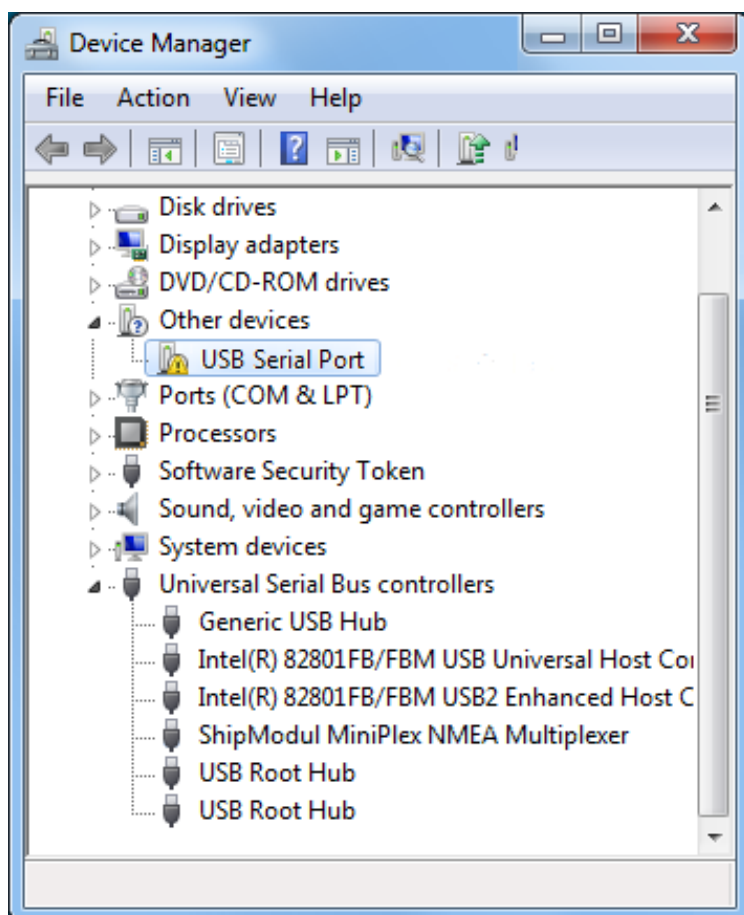 Device Manager
File Action View Help
Disk drives
Display adapters
DVD/CD-ROM drives
Other devices
USB Serial Port
Ports (COM & LPT)
Processors
Software Security Token
Sound, video and game controllers
System devices
Universal Serial Bus controllers
Generic USB Hub
Intel(R) 82801FB/FBM USB Universal Host Co
Intel(R) 82801FB/FBM USB2 Enhanced Host C
ShipModul MiniPlex NMEA Multiplexer
USB Root Hub
USB Root Hub